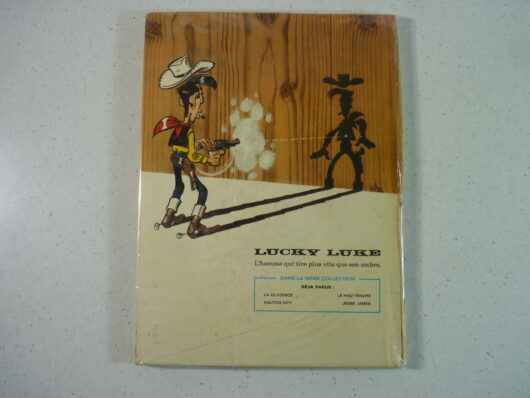 LUCKY LUKE
L'homme qui tire plus vite que son ombre.
DANS LA MÊME COLLECTION
DÉJA PARUS :
LA DILIGENCE LE PIED TENDRE
DALTON CITY JESSE JAMES